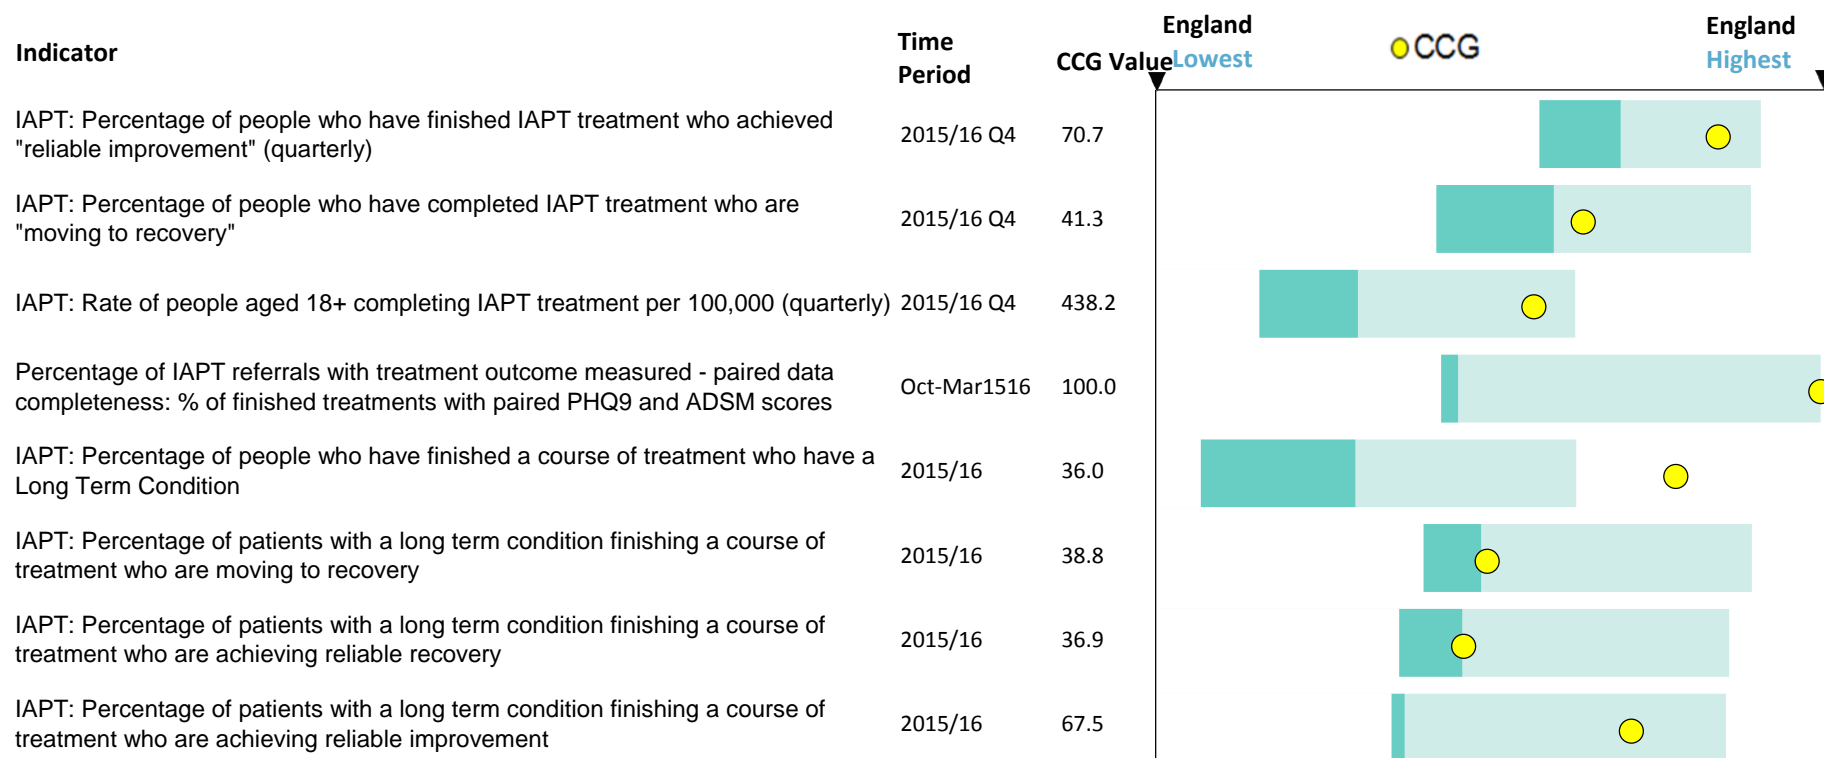 Indicator
Time
Period
CCG Value
England
Lowest
CCG
England
Highest
IAPT: Percentage of people who have finished IAPT treatment who achieved
"reliable improvement" (quarterly)
2015/16 Q4
70.7
IAPT: Percentage of people who have completed IAPT treatment who are
"moving to recovery"
2015/16 Q4
41.3
IAPT: Rate of people aged 18+ completing IAPT treatment per 100,000 (quarterly)
2015/16 Q4
438.2
Percentage of IAPT referrals with treatment outcome measured - paired data
completeness: % of finished treatments with paired PHQ9 and ADSM scores
Oct-Mar1516
100.0
IAPT: Percentage of people who have finished a course of treatment who have a
Long Term Condition
2015/16
36.0
IAPT: Percentage of patients with a long term condition finishing a course of
treatment who are moving to recovery
2015/16
38.8
IAPT: Percentage of patients with a long term condition finishing a course of
treatment who are achieving reliable recovery
2015/16
36.9
IAPT: Percentage of patients with a long term condition finishing a course of
treatment who are achieving reliable improvement
2015/16
67.5